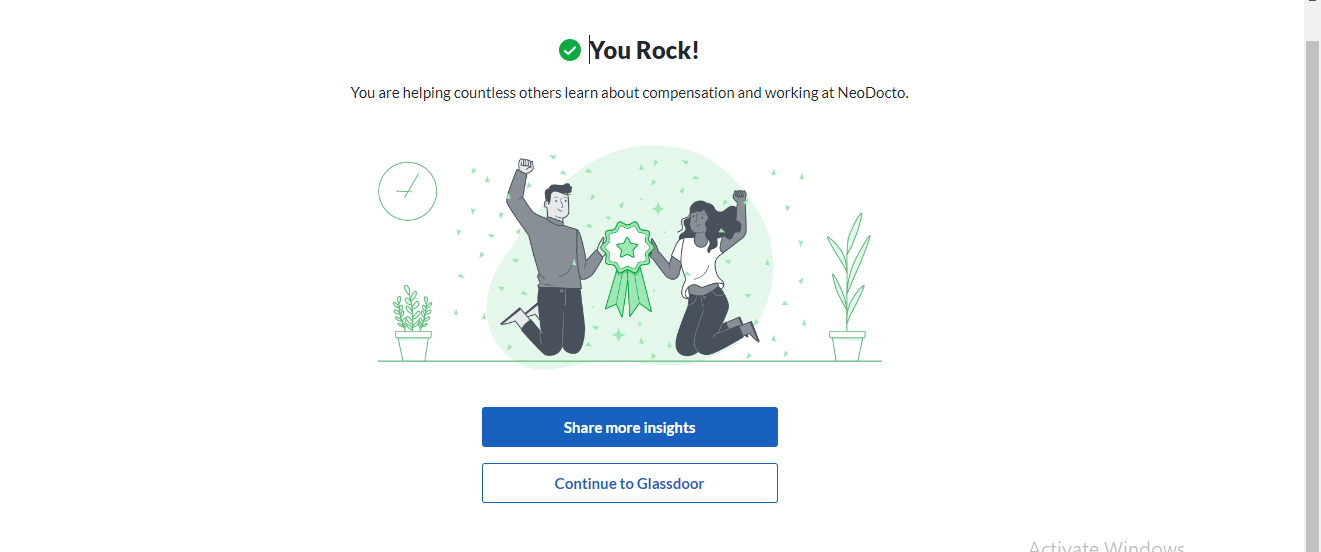 You Rock!
You are helping countless others learn about compensation and working at NeoDocto.
Share more insights
Continue to Glassdoor
Activate Windows